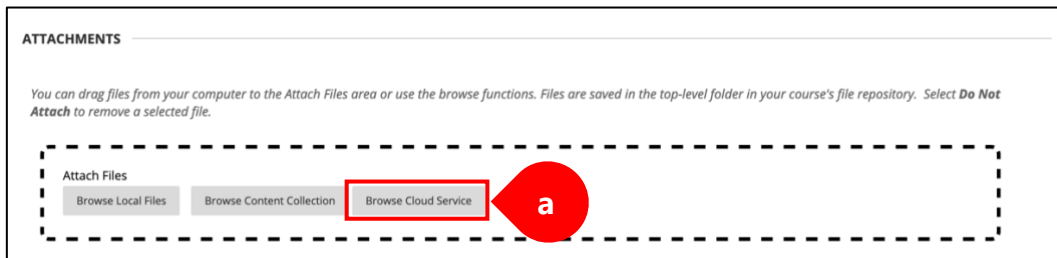 ATTACHMENTS
You can drag files from your computer to the Attach Files area or use the browse functions. Files are saved in the top-level folder in your course's file repository. Select Do Not
Attach to remove a selected file.
Attach Files
Browse Local Files Browse Content Collection Browse Cloud Service a